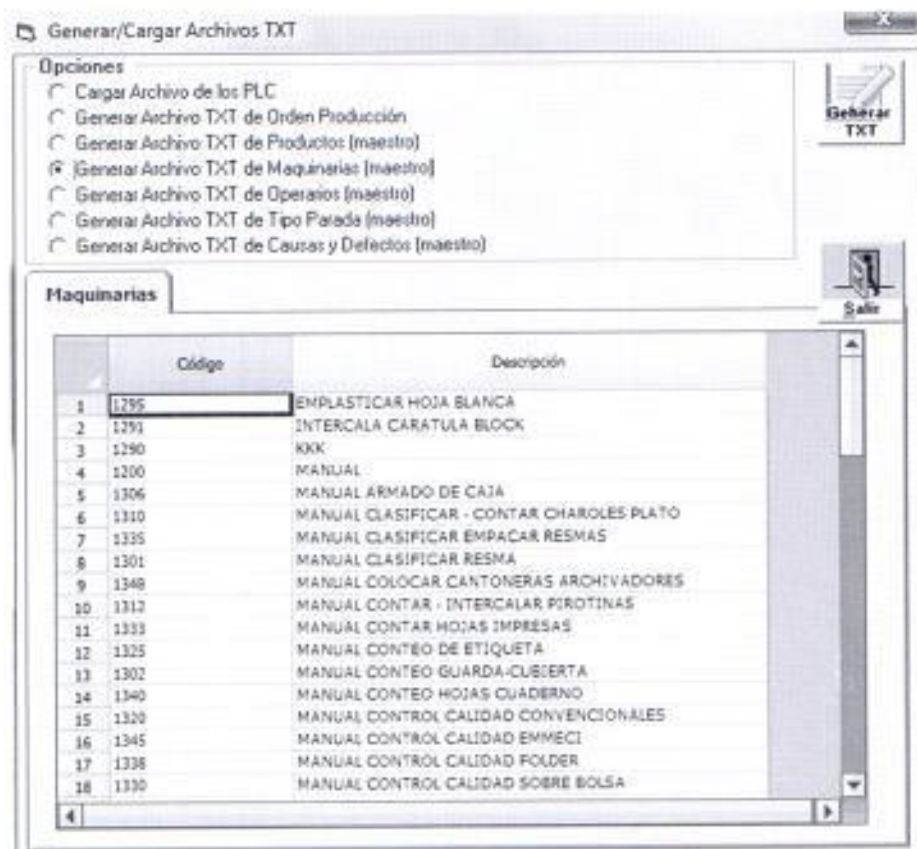 Generar/Cargar Archivos TXT
Opciones
Cargar Archivo de los PLC
Generar Archivo TXT de Orden Producción
Generar Archivo TXT de Productos (maestro)
Generar Archivo TXT de Maquinarias (maestro)
Generar Archivo TXT de Operarios (maestro)
Generar Archivo TXT de Tipo Parada (maestro)
Generar Archivo TXT de Causas y Defectos (maestro)
Generar
TXT
Salir
Maquinarias
Código Descripción
1 1295 EMPLASTICAR HOJA BLANCA
2 1291 INTERCALA CARATULA BLOCK
3 1290 KKK
4 1200 MANUAL
5 1306 MANUAL ARMADO DE CAJA
6 1310 MANUAL CLASIFICAR - CONTAR CHAROLES PLATO
7 1335 MANUAL CLASIFICAR EMPACAR RESMAS
8 1301 MANUAL CLASIFICAR RESMA
9 1348 MANUAL COLOCAR CANTONERAS ARCHIVADORES
10 1312 MANUAL CONTAR - INTERCALAR PIROTINAS
11 1333 MANUAL CONTAR HOJAS IMPRESAS
12 1325 MANUAL CONTEO DE ETIQUETA
13 1302 MANUAL CONTEO GUARDA-CUBIERTA
14 1340 MANUAL CONTEO HOJAS CUADERNO
15 1320 MANUAL CONTROL CALIDAD CONVENCIONALES
16 1345 MANUAL CONTROL CALIDAD EMMECI
17 1338 MANUAL CONTROL CALIDAD FOLDER
18 1330 MANUAL CONTROL CALIDAD SOBRE BOLSA